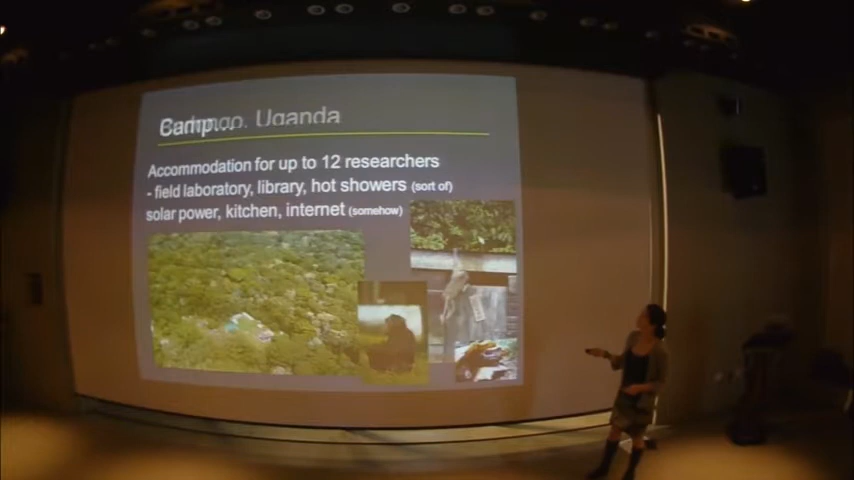 Camp... Uganda
Accommodation for up to 12 researchers
- field laboratory, library, hot showers (sort of)
solar power, kitchen, internet (somehow)